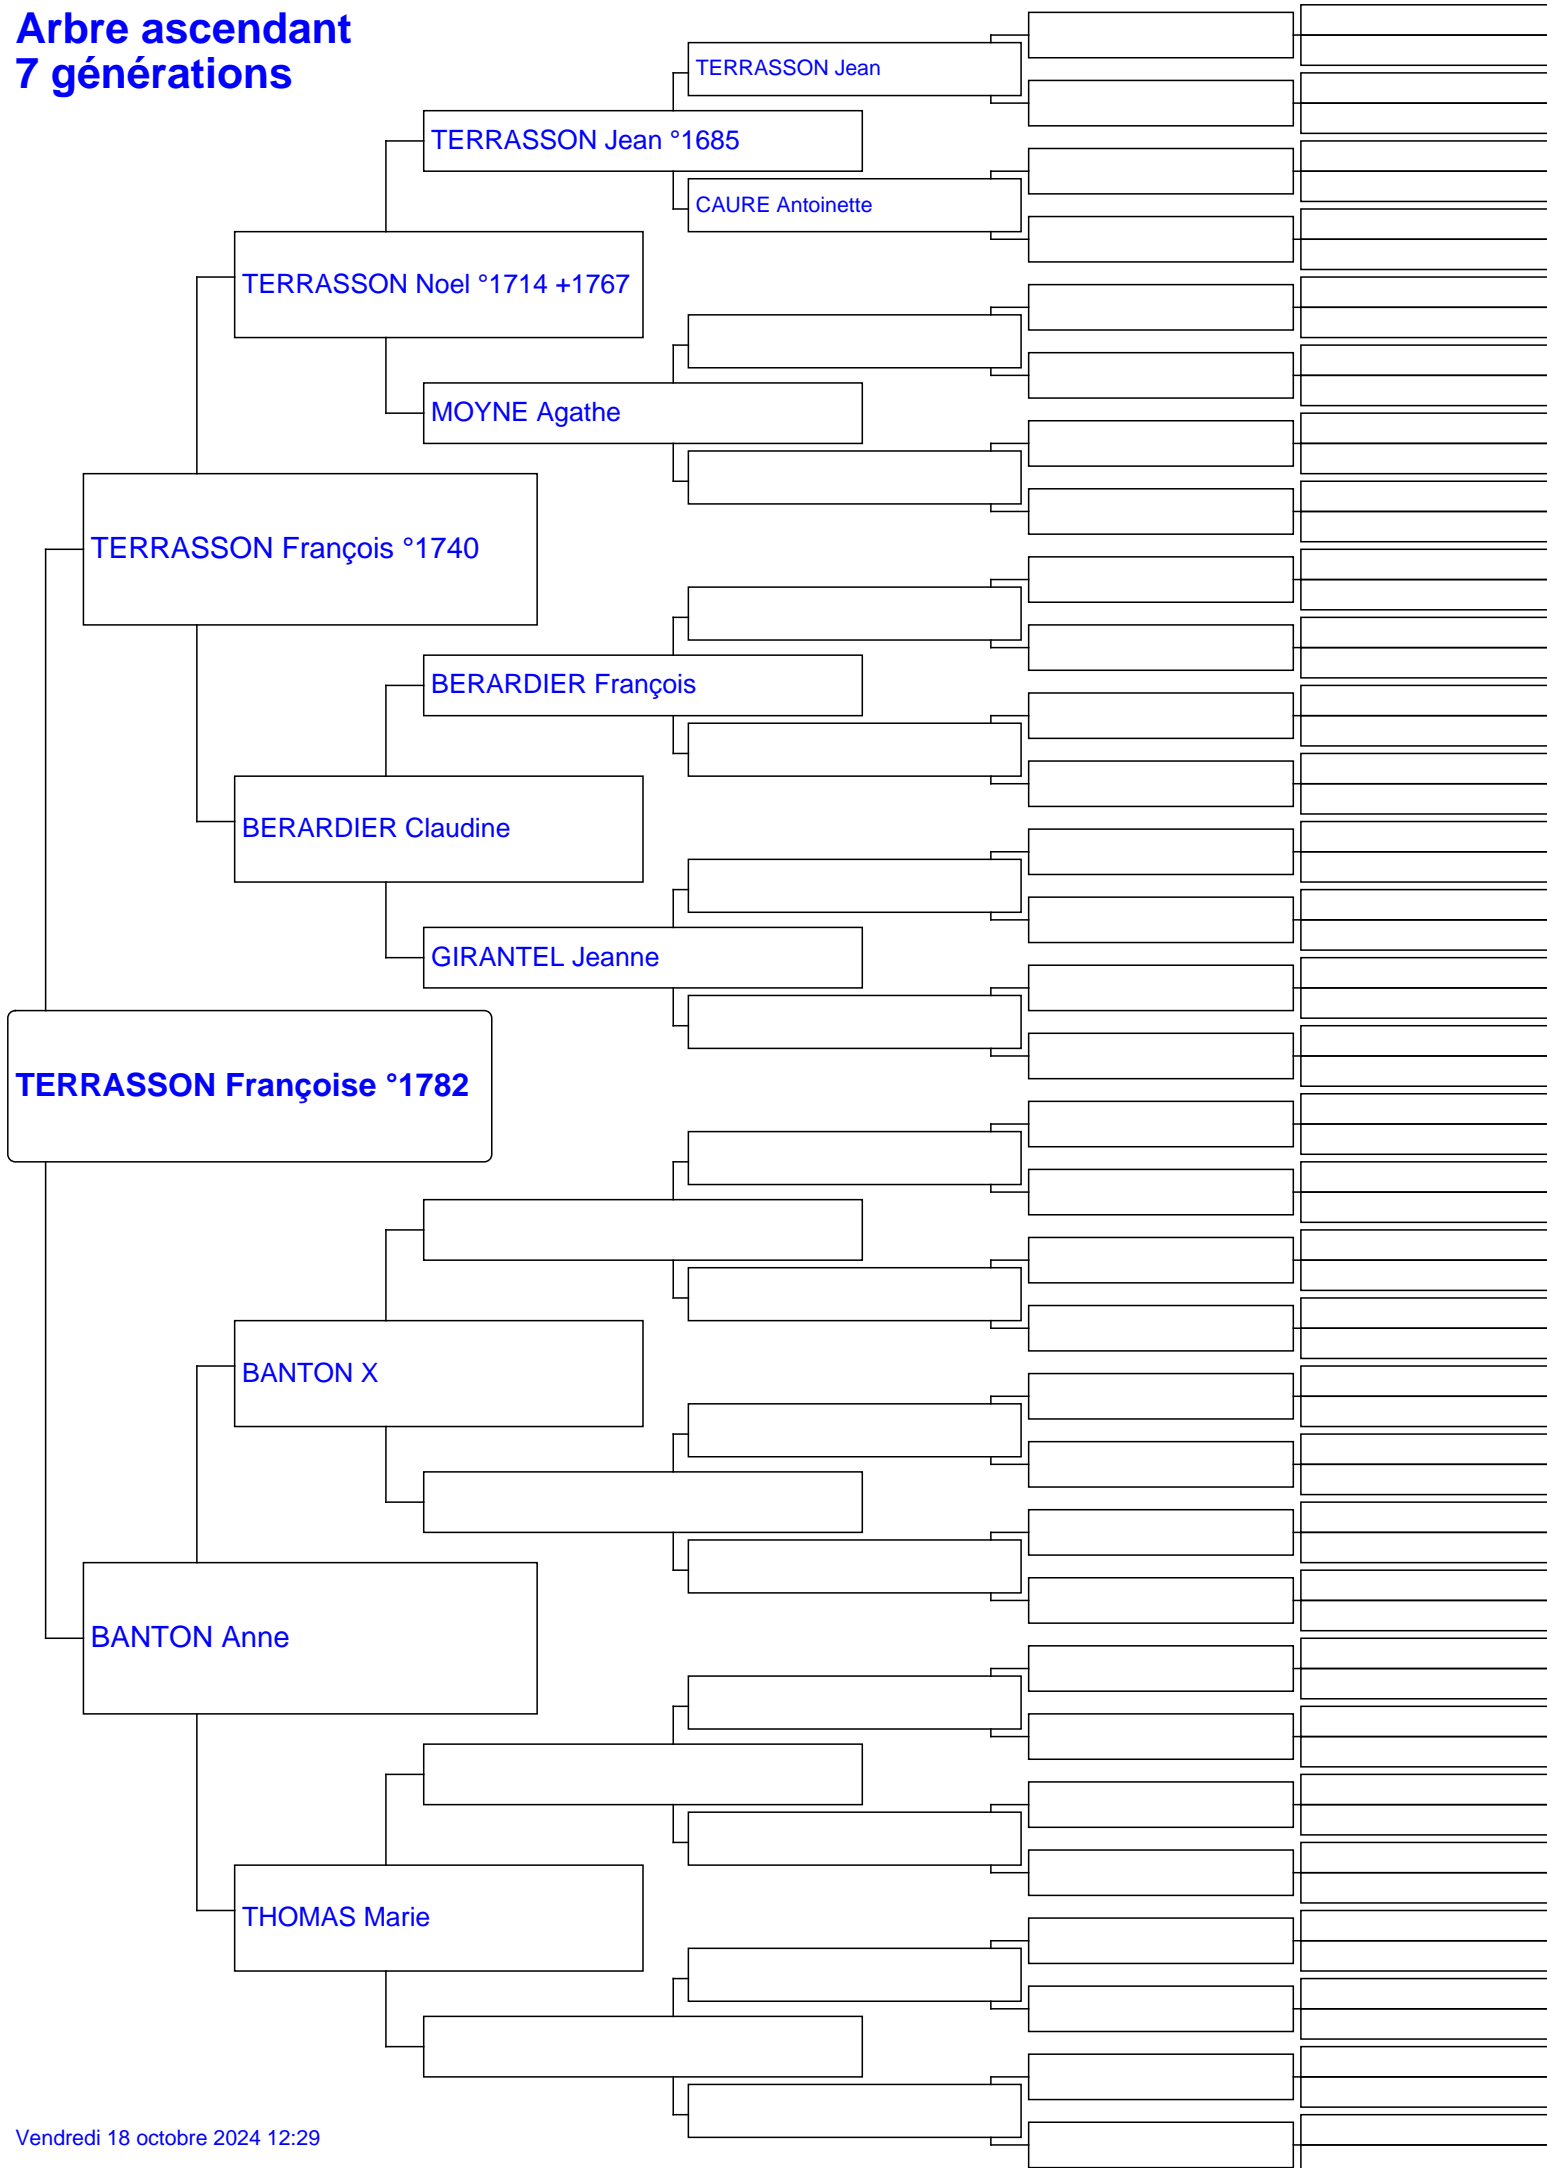 Arbre ascendant
7 générations
TERRASSON Jean
TERRASSON Jean °1685
CAURE Antoinette
TERRASSON Noel °1714 +1767
MOYNE Agathe
TERRASSON François °1740
BERARDIER François
BERARDIER Claudine
GIRANTEL Jeanne
TERRASSON Françoise °1782
BANTON X
BANTON Anne
THOMAS Marie
Vendredi 18 octobre 2024 12:29